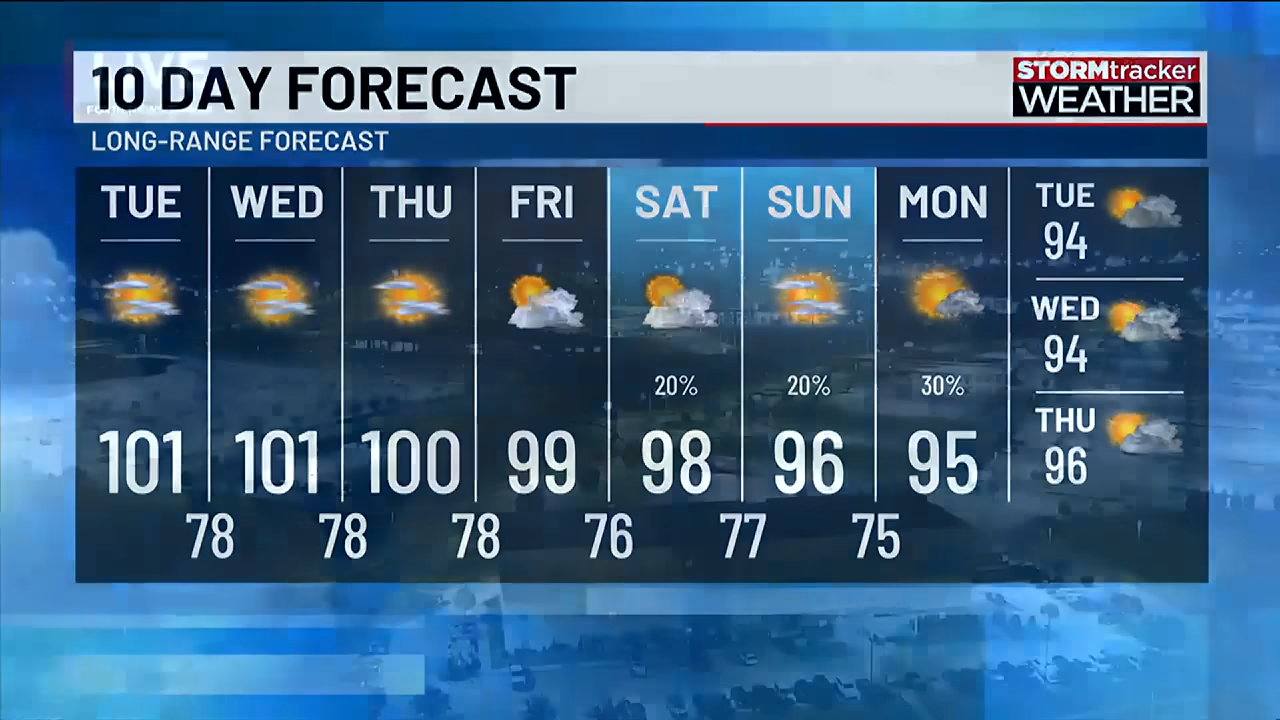 LIVE
10 DAY FORECAST
STORMtracker
WEATHER
LONG-RANGE FORECAST
TUE WED THU FRI SAT SUN MON
20% 20% 30%
101 101 100 99 98 96 95
78 78 78 76 77 75
TUE
94
WED
94
THU
96